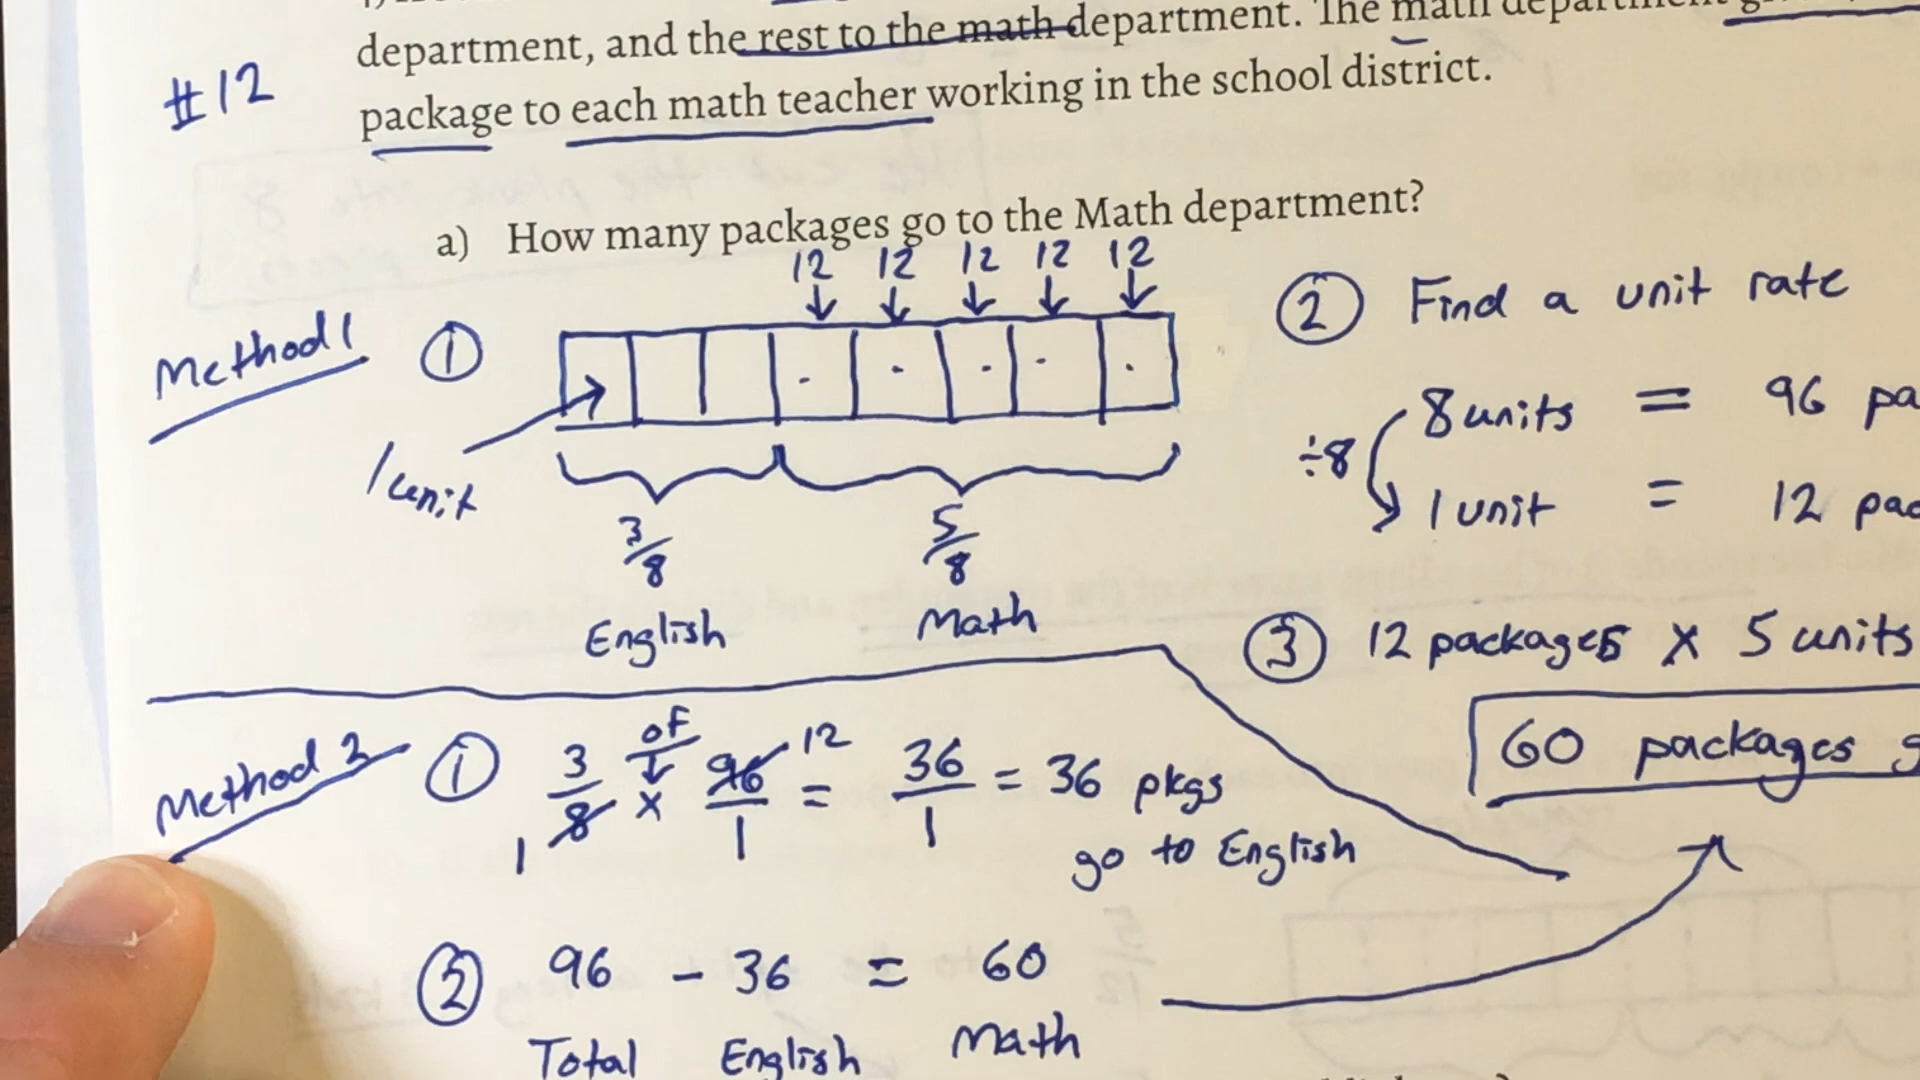 department, and the rest to the math department. The math department
package to each math teacher working in the school district.
#12
a) How many packages go to the Math department?
12 12 12 12 12
Method 1 ①
1 unit
3/8 5/8
English Math
② Find a unit rate
÷8 8 units = 96 pa
1 unit = 12 pac
③ 12 packages x 5 units
60 packages g
Method 2 ① 3/8 of x 96/1 12 = 36/1 = 36 pkgs
1
go to English
② 96 - 36 = 60
Total English Math